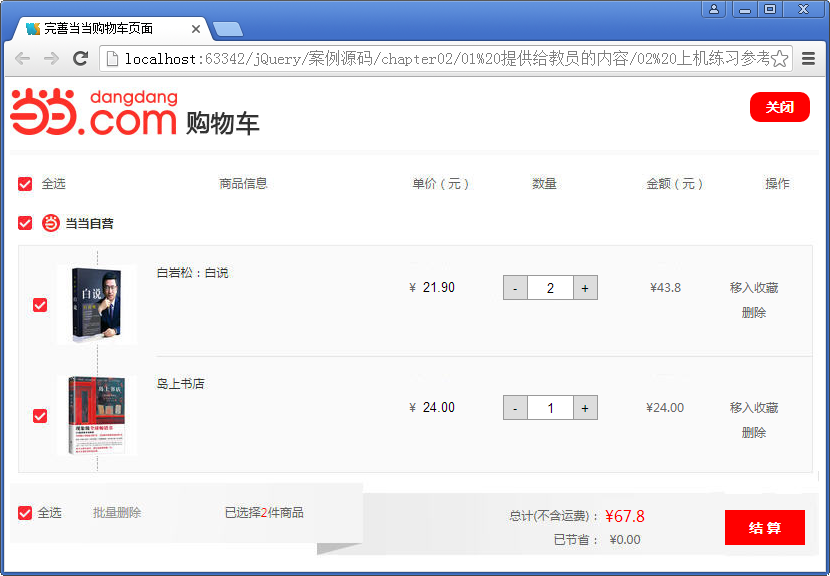 完善当当购物车页面
localhost:63342/jQuery/案例源码/chapter02/01%20提供给教员的内容/02%20上机练习参考
dangdang
.com 购物车
关闭
全选 商品信息 单价（元） 数量 金额（元） 操作
当当自营
白岩松：白说
白说
¥ 21.90 - 2 + ¥43.8 移入收藏
删除
岛上书店
岛上书店
¥ 24.00 - 1 + ¥24.00 移入收藏
删除
全选 批量删除 已选择2件商品
总计(不含运费)： ¥67.8
已节省： ¥0.00
结 算